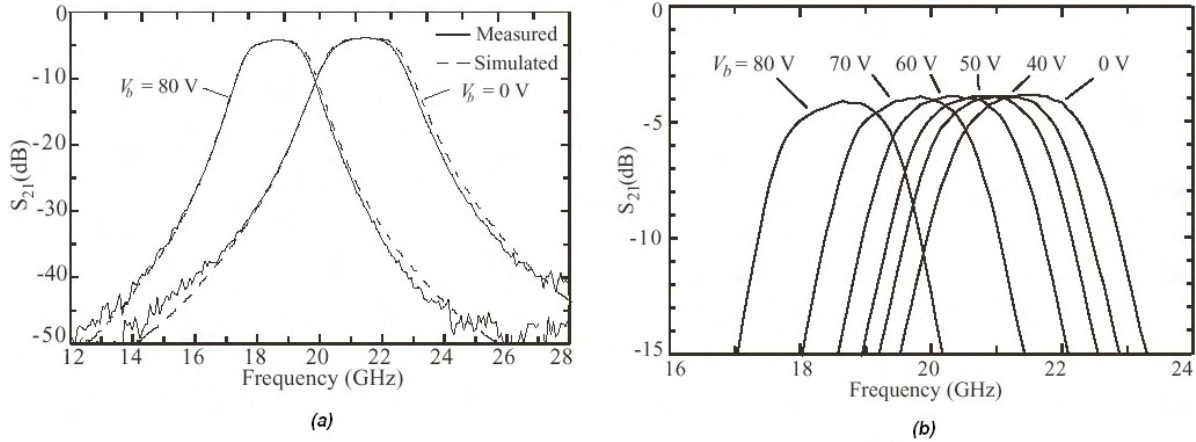 0
-10
-20
-30
-40
-50
S21(dB)
Measured
Simulated
Vb = 80 V
Vb = 0 V
12 14 16 18 20 22 24 26 28
Frequency (GHz)
(a)
0
-5
-10
-15
S21(dB)
Vb = 80 V 70 V 60 V 50 V 40 V 0 V
16 18 20 22 24
Frequency (GHz)
(b)